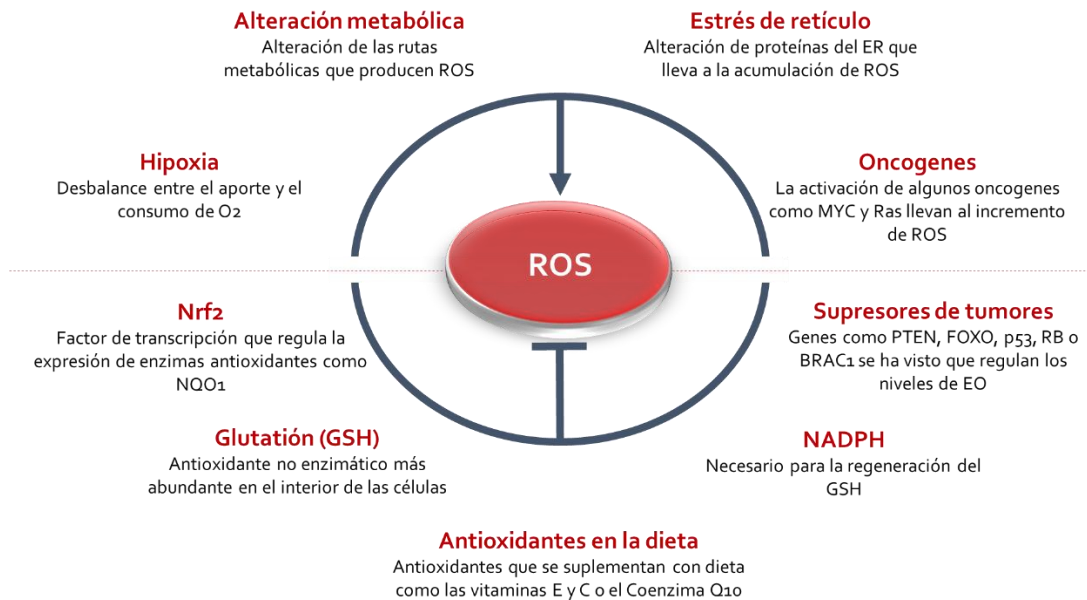 Alteración metabólica
Alteración de las rutas
metabólicas que producen ROS
Estrés de retículo
Alteración de proteínas del ER que
lleva a la acumulación de ROS
Hipoxia
Desbalance entre el aporte y el
consumo de O2
Oncogenes
La activación de algunos oncogenes
como MYC y Ras llevan al incremento
de ROS
ROS
Nrf2
Factor de transcripción que regula la
expresión de enzimas antioxidantes como
NQO1
Supresores de tumores
Genes como PTEN, FOXO, p53, RB o
BRAC1 se ha visto que regulan los
niveles de EO
Glutatión (GSH)
Antioxidante no enzimático más
abundante en el interior de las células
NADPH
Necesario para la regeneración del
GSH
Antioxidantes en la dieta
Antioxidantes que se suplementan con dieta
como las vitaminas E y C o el Coenzima Q10